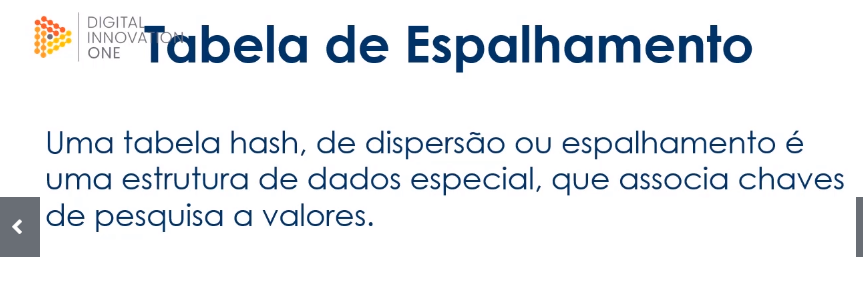 DIGITAL
INNOVATION
ONE
Tabela de Espalhamento
Uma tabela hash, de dispersão ou espalhamento é
uma estrutura de dados especial, que associa chaves
de pesquisa a valores.